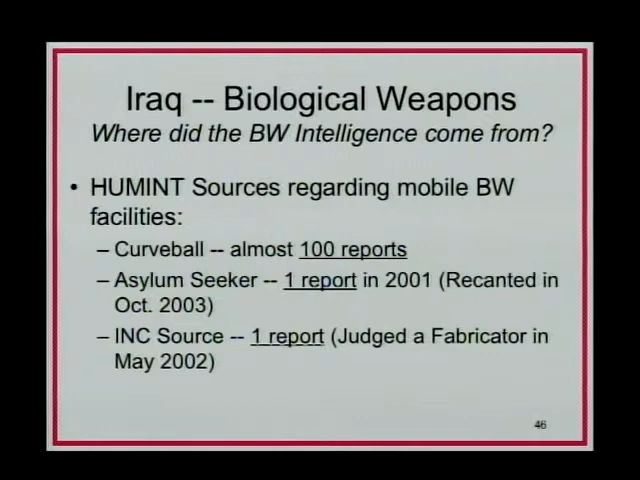 Iraq -- Biological Weapons
Where did the BW Intelligence come from?
• HUMINT Sources regarding mobile BW
facilities:
– Curveball -- almost 100 reports
– Asylum Seeker -- 1 report in 2001 (Recanted in
Oct. 2003)
– INC Source -- 1 report (Judged a Fabricator in
May 2002)
46